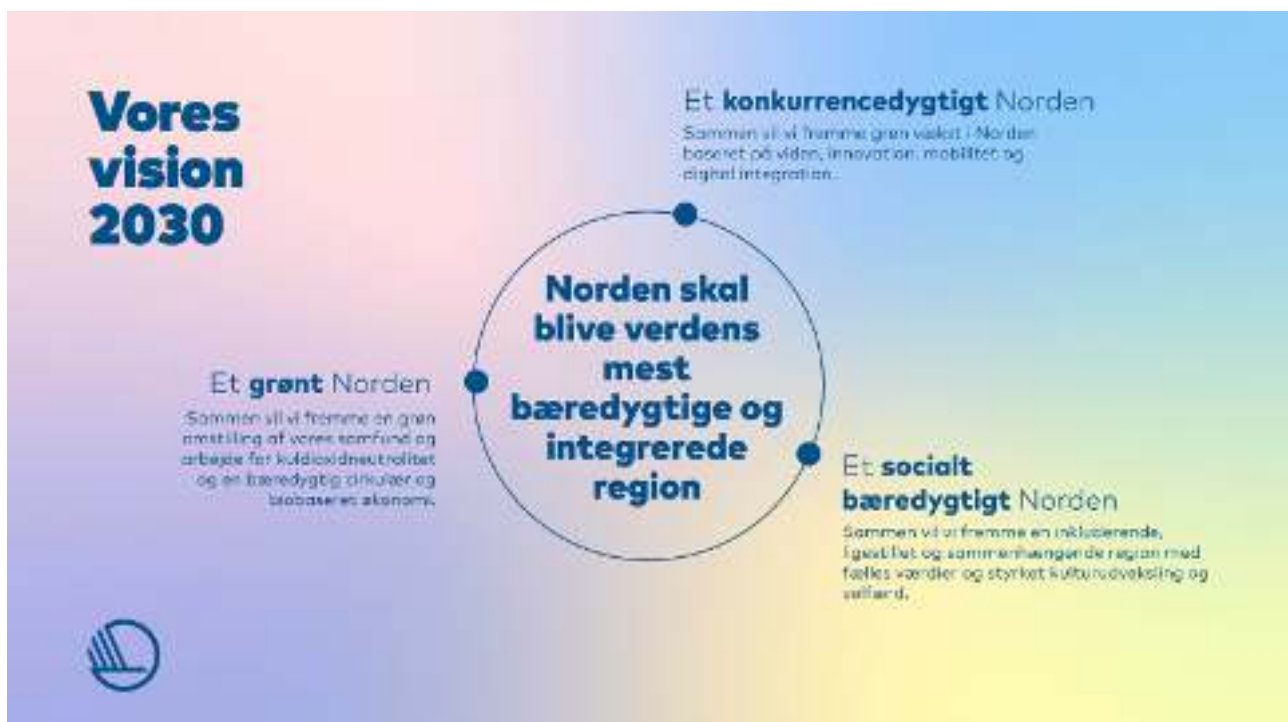 Vores
vision
2030
Et konkurrencedygtigt Norden
Sammen vil vi fremme grøn vækst i Norden
baseret på viden, innovation, mobilitet og
digital integration.
Norden skal
blive verdens
mest
bæredygtige og
integrerede
region
Et grønt Norden
Sammen vil vi fremme en grøn
omstilling af vores samfund og
arbejde for kuldioxidneutralitet
og en bæredygtig cirkulær og
biobaseret økonomi.
Et socialt
bæredygtigt Norden
Sammen vil vi fremme en inkluderende,
ligestillet og sammenhængende region med
fælles værdier og styrket kulturudveksling og
velfærd.